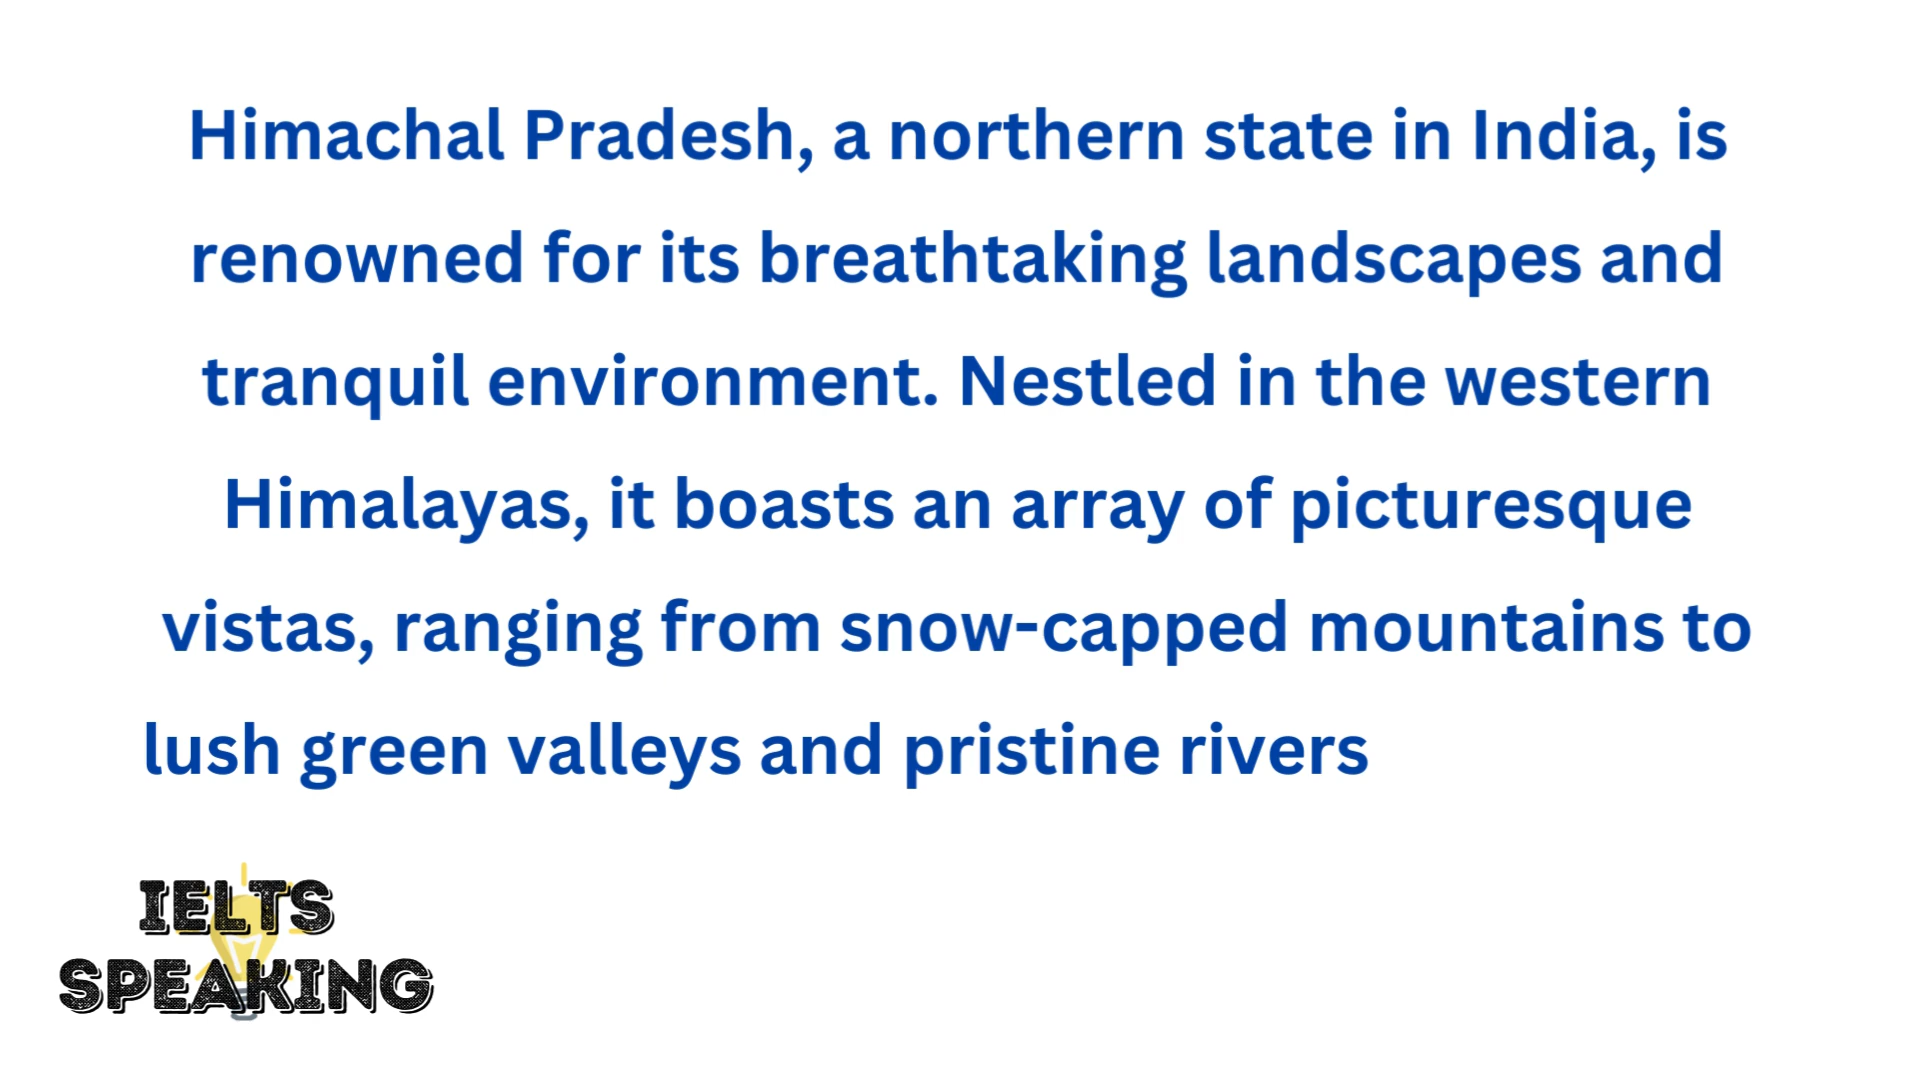 Himachal Pradesh, a northern state in India, is
renowned for its breathtaking landscapes and
tranquil environment. Nestled in the western
Himalayas, it boasts an array of picturesque
vistas, ranging from snow-capped mountains to
lush green valleys and pristine rivers
IELTS
SPEAKING